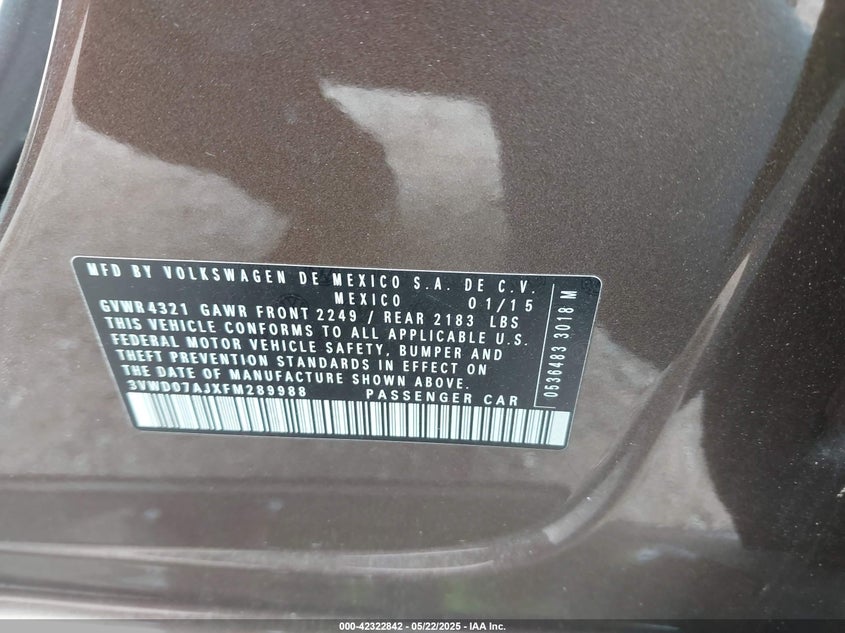 MFD BY VOLKSWAGEN DE MEXICO S.A. DE C.V.
MEXICO 01/15
GVWR 4321 GAWR FRONT 2249 / REAR 2183 LBS
THIS VEHICLE CONFORMS TO ALL APPLICABLE U.S.
FEDERAL MOTOR VEHICLE SAFETY, BUMPER AND
THEFT PREVENTION STANDARDS IN EFFECT ON
THE DATE OF MANUFACTURE SHOWN ABOVE.
3VWD07AJXFM289988 PASSENGER CAR
0536483 3018 M
000-42322842 - 05/22/2025 - IAA Inc.